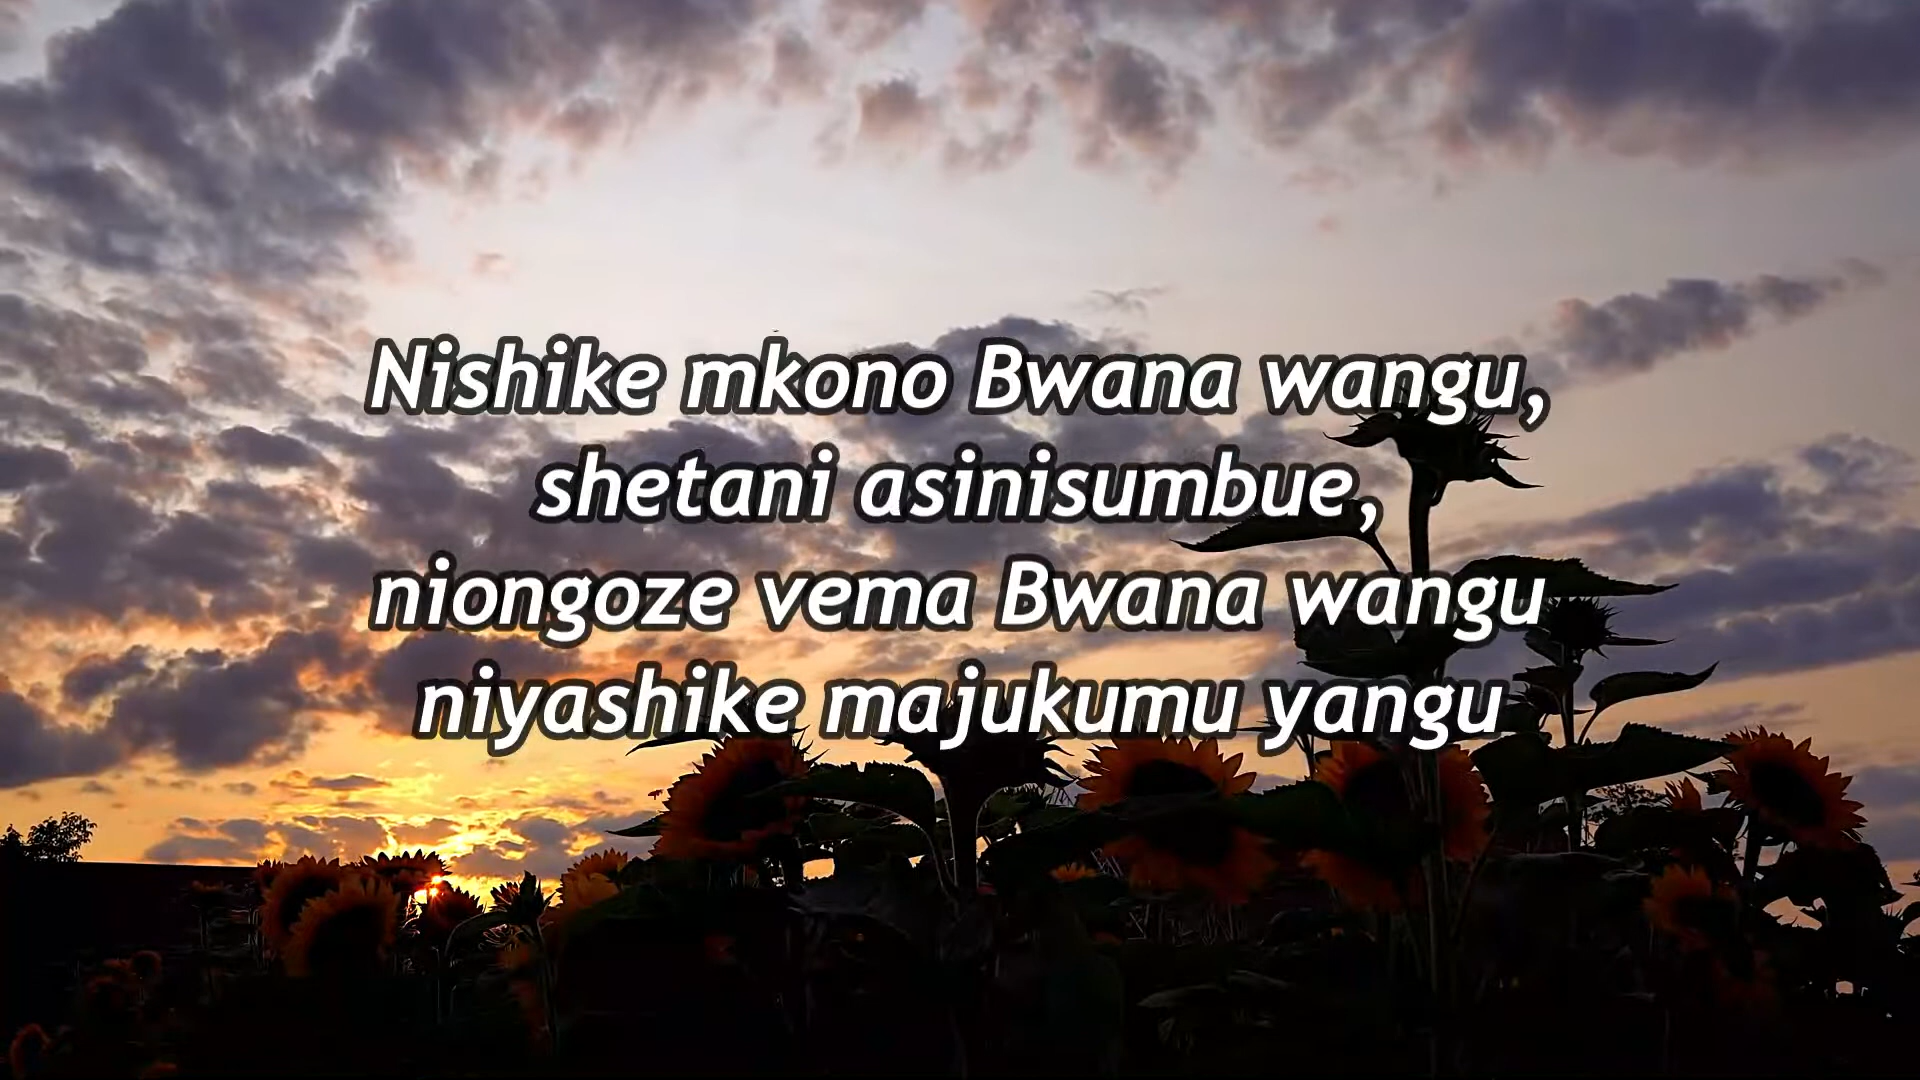 Nishike mkono Bwana wangu,
shetani asinisumbue,
niongoze vema Bwana wangu
niyashike majukumu yangu